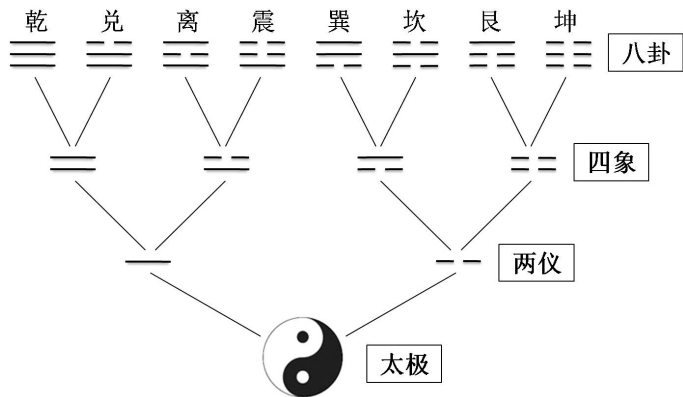 乾 兑 离 震 巽 坎 艮 坤
八卦
四象
两仪
太极